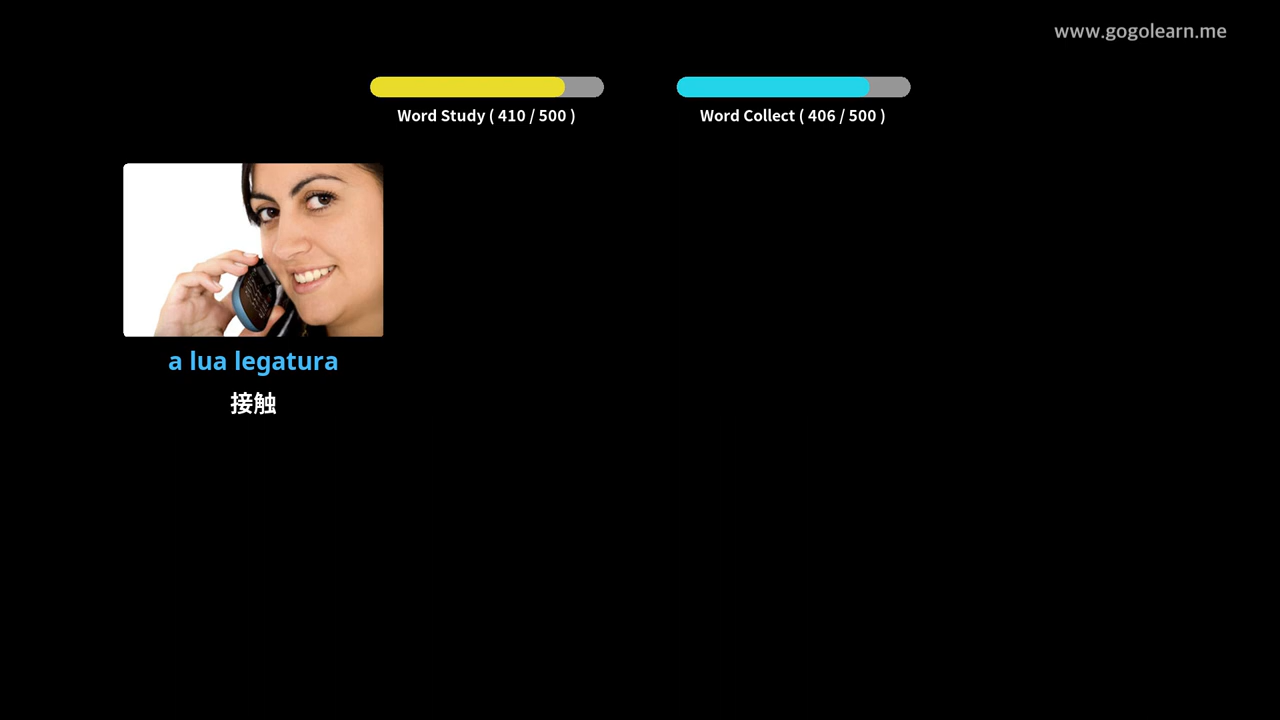 www.gogolearn.me
Word Study ( 410 / 500 )
Word Collect ( 406 / 500 )
a lua legatura
接触